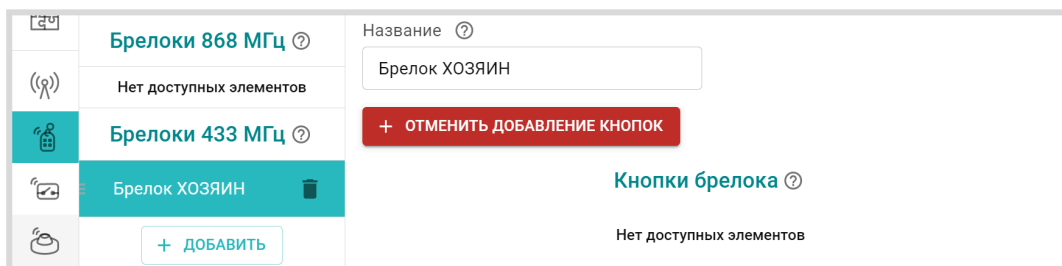 Брелоки 868 МГц
Нет доступных элементов
Брелоки 433 МГц
Брелок ХОЗЯИН
+ ДОБАВИТЬ
Название
Брелок ХОЗЯИН
+ ОТМЕНИТЬ ДОБАВЛЕНИЕ КНОПОК
Кнопки брелока
Нет доступных элементов